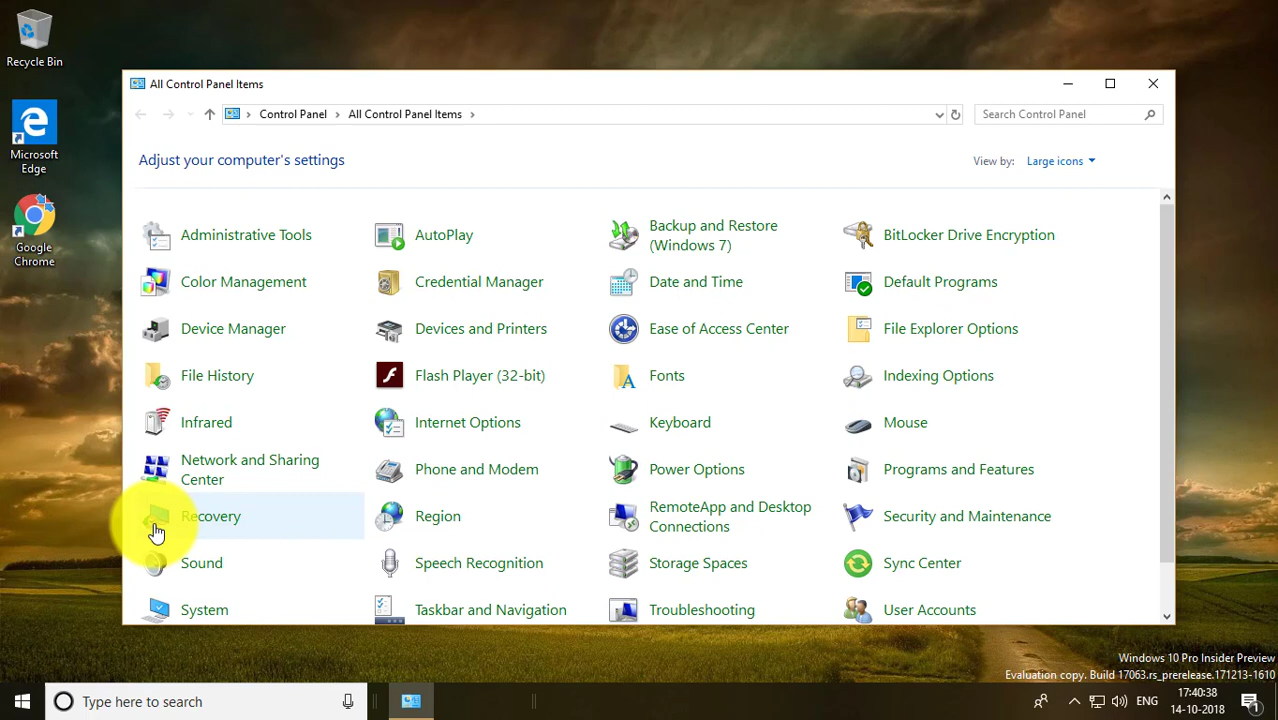 Recycle Bin
Microsoft
Edge
Google
Chrome
All Control Panel Items
Control Panel All Control Panel Items
Search Control Panel
Adjust your computer's settings
View by: Large icons
Administrative Tools
AutoPlay
Backup and Restore
(Windows 7)
BitLocker Drive Encryption
Color Management
Credential Manager
Date and Time
Default Programs
Device Manager
Devices and Printers
Ease of Access Center
File Explorer Options
File History
Flash Player (32-bit)
Fonts
Indexing Options
Infrared
Internet Options
Keyboard
Mouse
Network and Sharing
Center
Phone and Modem
Power Options
Programs and Features
Recovery
Region
RemoteApp and Desktop
Connections
Security and Maintenance
Sound
Speech Recognition
Storage Spaces
Sync Center
System
Taskbar and Navigation
Troubleshooting
User Accounts
Windows 10 Pro Insider Preview
Evaluation copy. Build 17063.rs_prerelease.171213-1610
Type here to search
ENG
17:40:38
14-10-2018
1